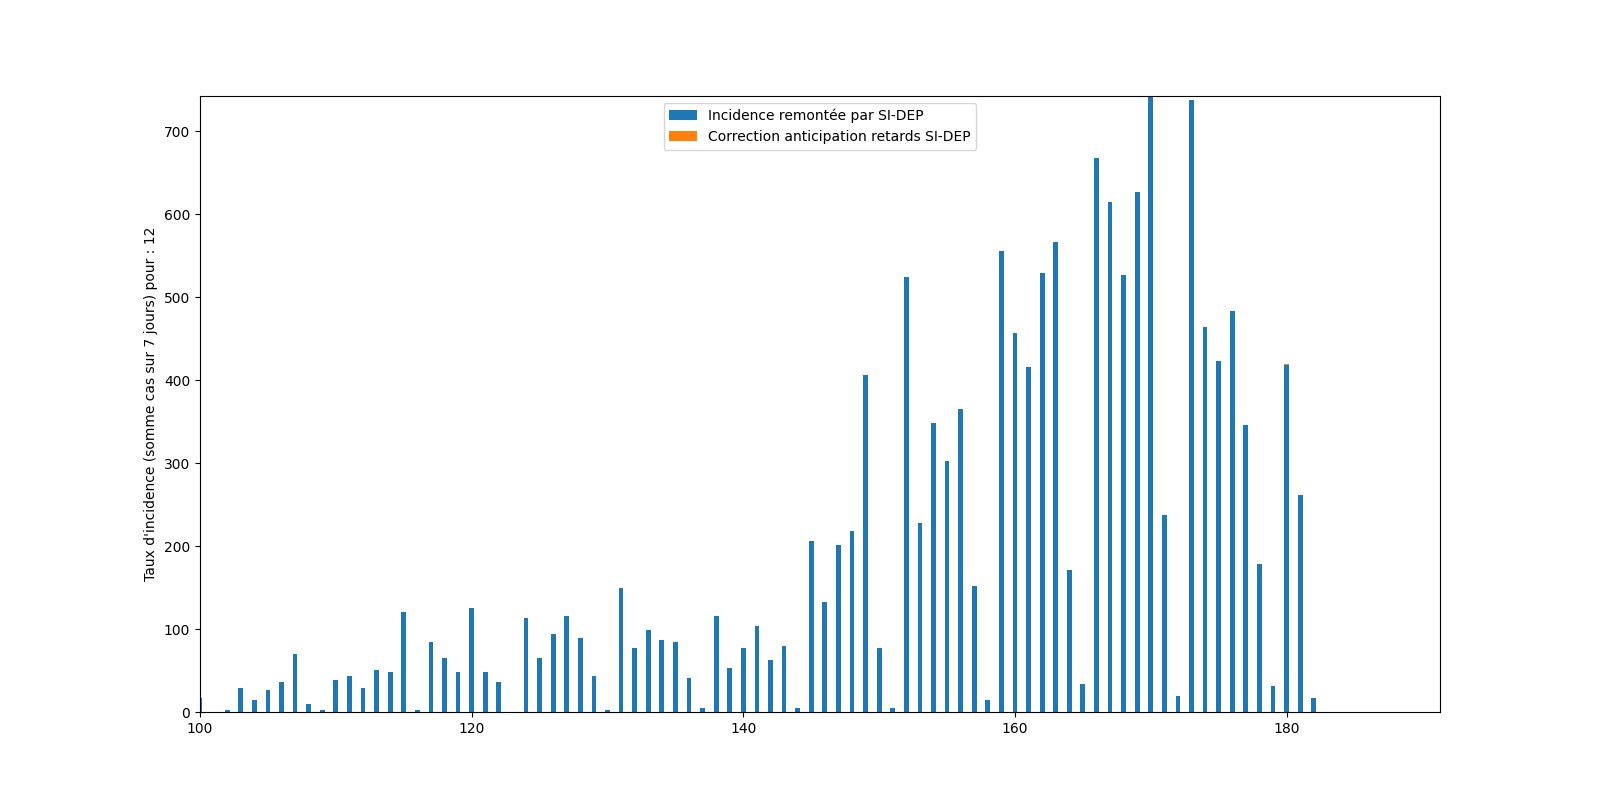 Incidence remontée par SI-DEP
Correction anticipation retards SI-DEP
Taux d'incidence (somme cas sur 7 jours) pour : 12
700
600
500
400
300
200
100
0
100 120 140 160 180